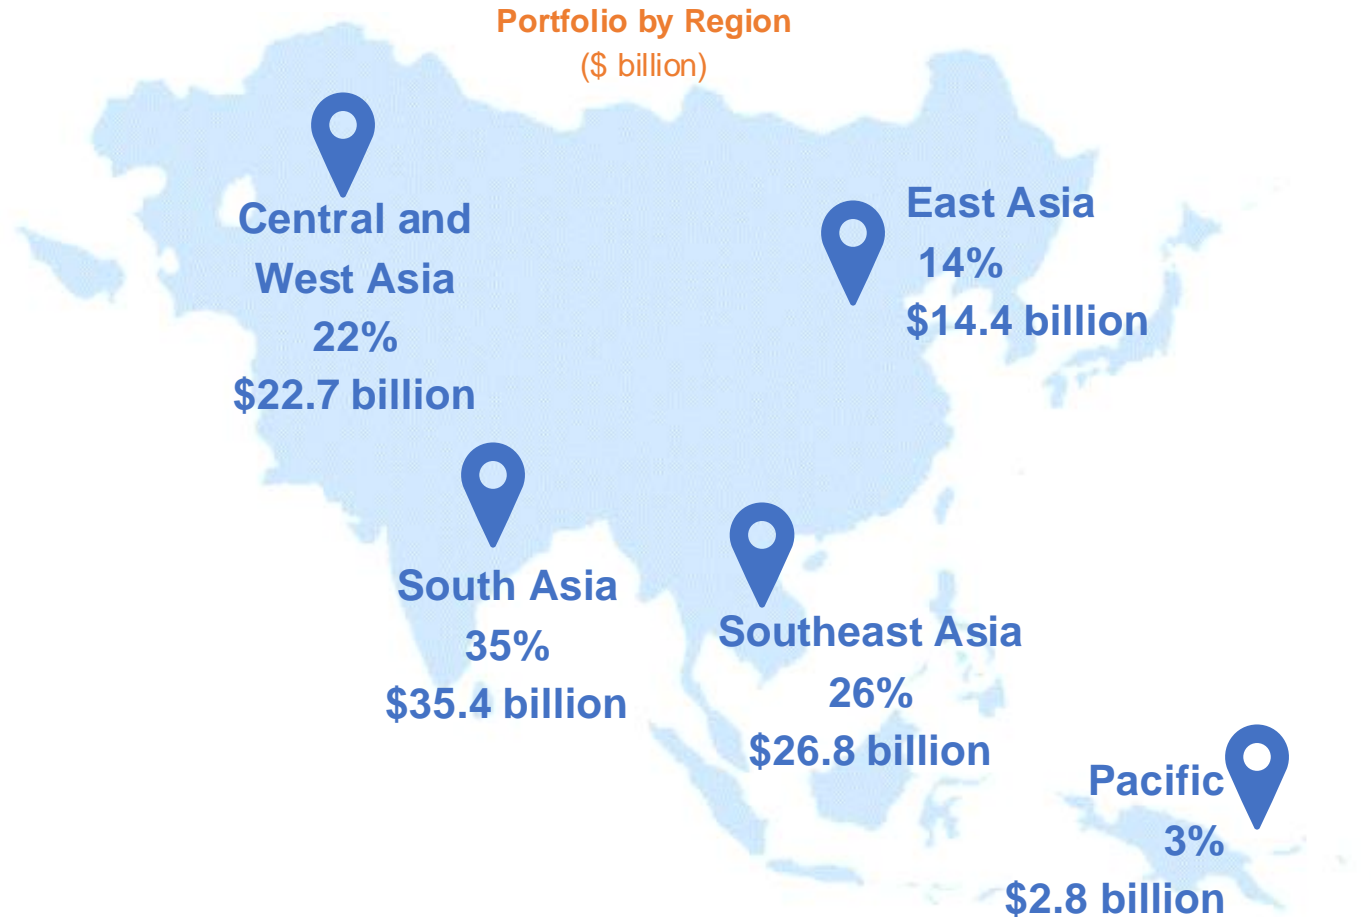 Portfolio by Region
($ billion)
Central and
West Asia
22%
$22.7 billion
East Asia
14%
$14.4 billion
South Asia
35%
$35.4 billion
Southeast Asia
26%
$26.8 billion
Pacific
3%
$2.8 billion